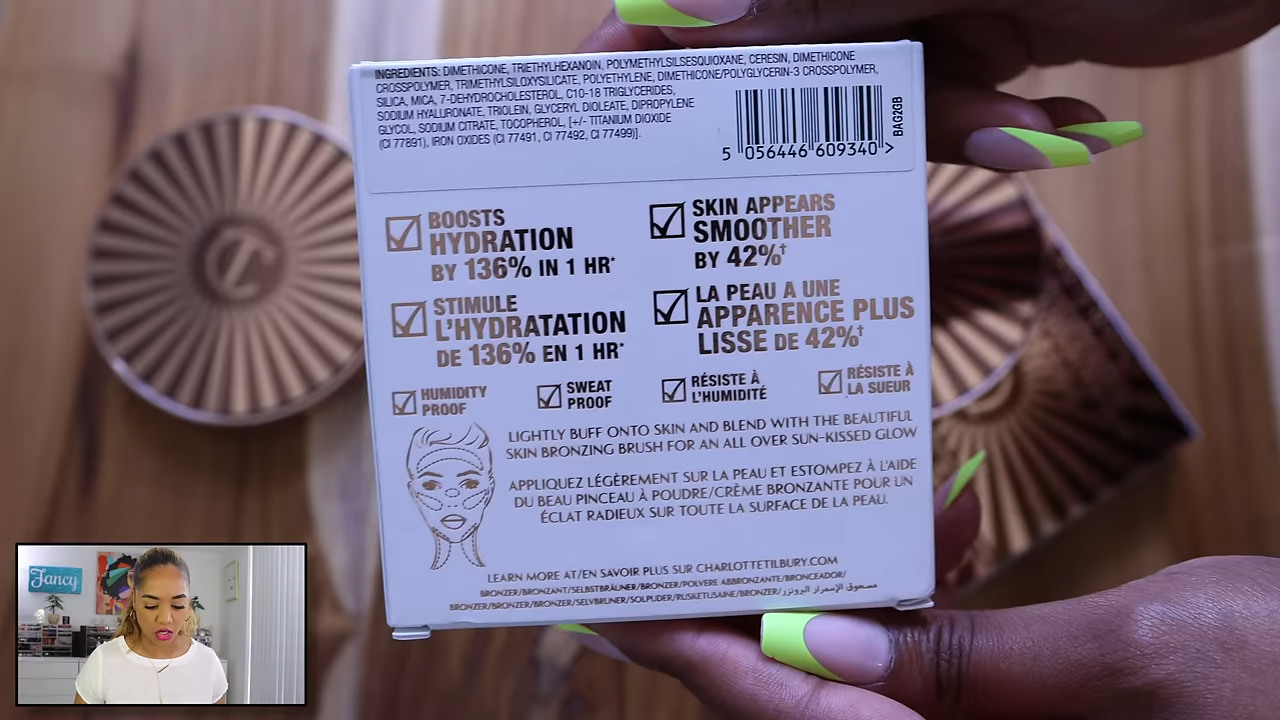 INGREDIENTS: DIMETHICONE, TRIETHYLHEXANOIN, POLYMETHYLSILSESQUIOXANE, CERESIN, DIMETHICONE
CROSSPOLYMER, TRIMETHYLSILOXYSILICATE, POLYETHYLENE, DIMETHICONE/POLYGLYCERIN-3 CROSSPOLYMER,
SILICA, MICA, 7-DEHYDROCHOLESTEROL, C10-18 TRIGLYCERIDES,
SODIUM HYALURONATE, TRIOLEIN, GLYCERYL DIOLEATE, DIPROPYLENE
GLYCOL, SODIUM CITRATE, TOCOPHEROL, [+/- TITANIUM DIOXIDE
(CI 77891), IRON OXIDES (CI 77491, CI 77492, CI 77499)].
5 056446 609340 >
BAG2GB
BOOSTS
HYDRATION
BY 136% IN 1 HR*
SKIN APPEARS
SMOOTHER
BY 42%†
STIMULE
L'HYDRATATION
DE 136% EN 1 HR*
LA PEAU A UNE
APPARENCE PLUS
LISSE DE 42%†
HUMIDITY
PROOF
SWEAT
PROOF
RÉSISTE À
L'HUMIDITÉ
RÉSISTE À
LA SUEUR
LIGHTLY BUFF ONTO SKIN AND BLEND WITH THE BEAUTIFUL
SKIN BRONZING BRUSH FOR AN ALL OVER SUN-KISSED GLOW
APPLIQUEZ LÉGÈREMENT SUR LA PEAU ET ESTOMPEZ À L'AIDE
DU BEAU PINCEAU À POUDRE/CRÈME BRONZANTE POUR UN
ÉCLAT RADIEUX SUR TOUTE LA SURFACE DE LA PEAU.
LEARN MORE AT/EN SAVOIR PLUS SUR CHARLOTTETILBURY.COM
BRONZER/BRONZANT/SELBSTBRÄUNER/BRONZER/POLVERE ABBRONZANTE/BRONCEADOR/
BRONZER/BRONZER/BRONZER/SELVBRUNER/SOLPUDER/RUSKETUSAINE/BRONZER/ مسحوق الإسمرار البرونزر
Fancy